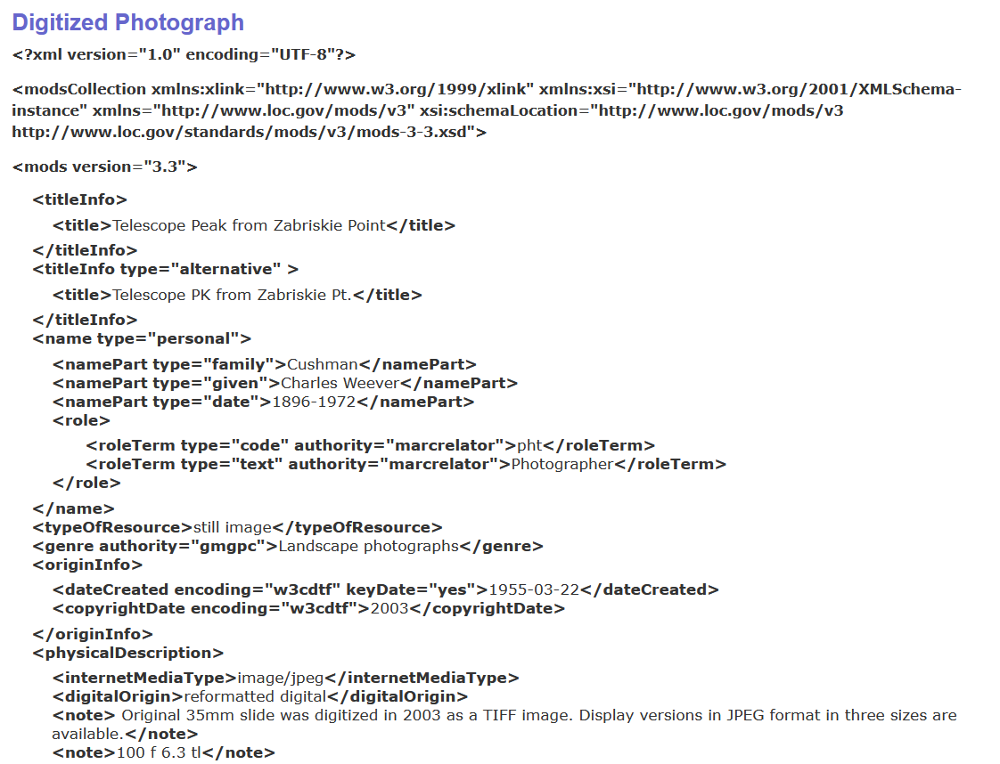 Digitized Photograph
<?xml version="1.0" encoding="UTF-8"?>
<modsCollection xmlns:xlink="http://www.w3.org/1999/xlink" xmlns:xsi="http://www.w3.org/2001/XMLSchema-
instance" xmlns="http://www.loc.gov/mods/v3" xsi:schemaLocation="http://www.loc.gov/mods/v3
http://www.loc.gov/standards/mods/v3/mods-3-3.xsd">
<mods version="3.3">
<titleInfo>
<title>Telescope Peak from Zabriskie Point</title>
</titleInfo>
<titleInfo type="alternative" >
<title>Telescope PK from Zabriskie Pt.</title>
</titleInfo>
<name type="personal">
<namePart type="family">Cushman</namePart>
<namePart type="given">Charles Weever</namePart>
<namePart type="date">1896-1972</namePart>
<role>
<roleTerm type="code" authority="marcrelator">pht</roleTerm>
<roleTerm type="text" authority="marcrelator">Photographer</roleTerm>
</role>
</name>
<typeOfResource>still image</typeOfResource>
<genre authority="gmgpc">Landscape photographs</genre>
<originInfo>
<dateCreated encoding="w3cdtf" keyDate="yes">1955-03-22</dateCreated>
<copyrightDate encoding="w3cdtf">2003</copyrightDate>
</originInfo>
<physicalDescription>
<internetMediaType>image/jpeg</internetMediaType>
<digitalOrigin>reformatted digital</digitalOrigin>
<note> Original 35mm slide was digitized in 2003 as a TIFF image. Display versions in JPEG format in three sizes are
available.</note>
<note>100 f 6.3 tl</note>